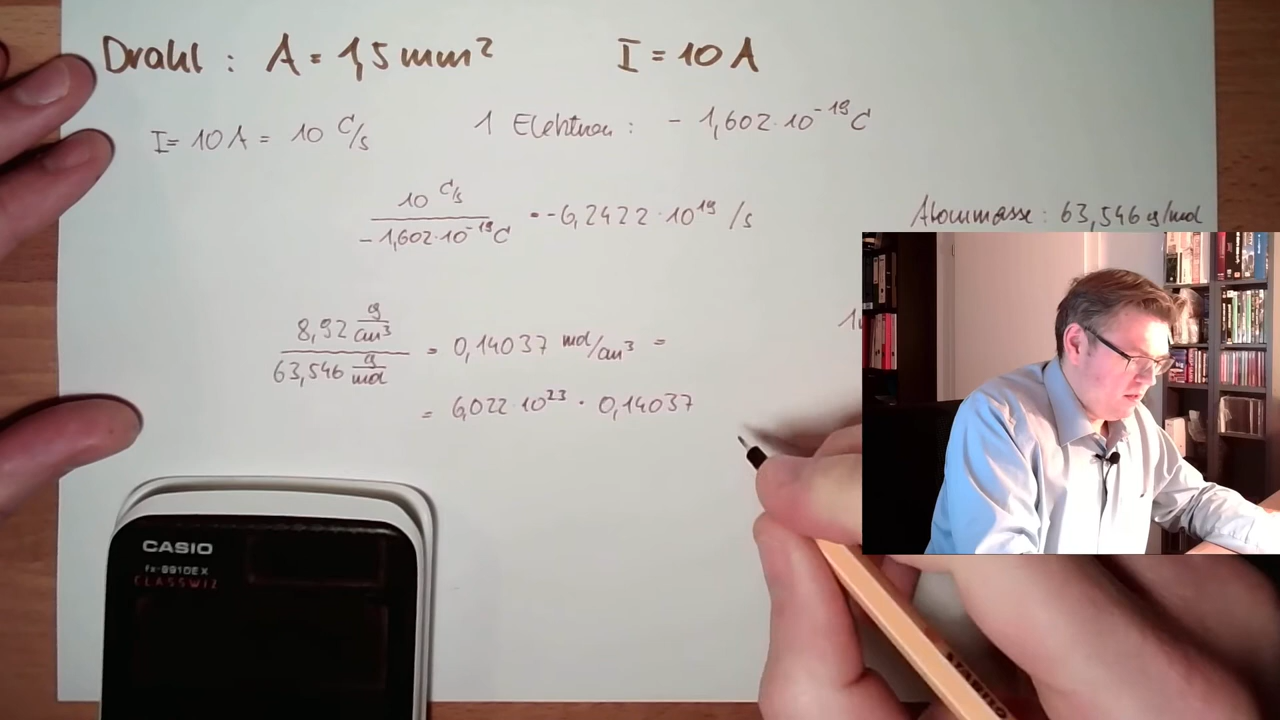 Draht : A = 1,5 mm²
I = 10 A
I = 10 A = 10 C/s
1 Elektron : - 1,602 · 10⁻¹⁹ C
10 C/s
- 1,602 · 10⁻¹⁹ C
= -6,2422 · 10¹⁹ /s
Atommasse : 63,546 g/mol
8,92 g/cm³
63,546 g/mol
= 0,14037 mol/cm³ =
= 6,022 · 10²³ · 0,14037
CASIO
fx-991DE X
CLASSWIZ